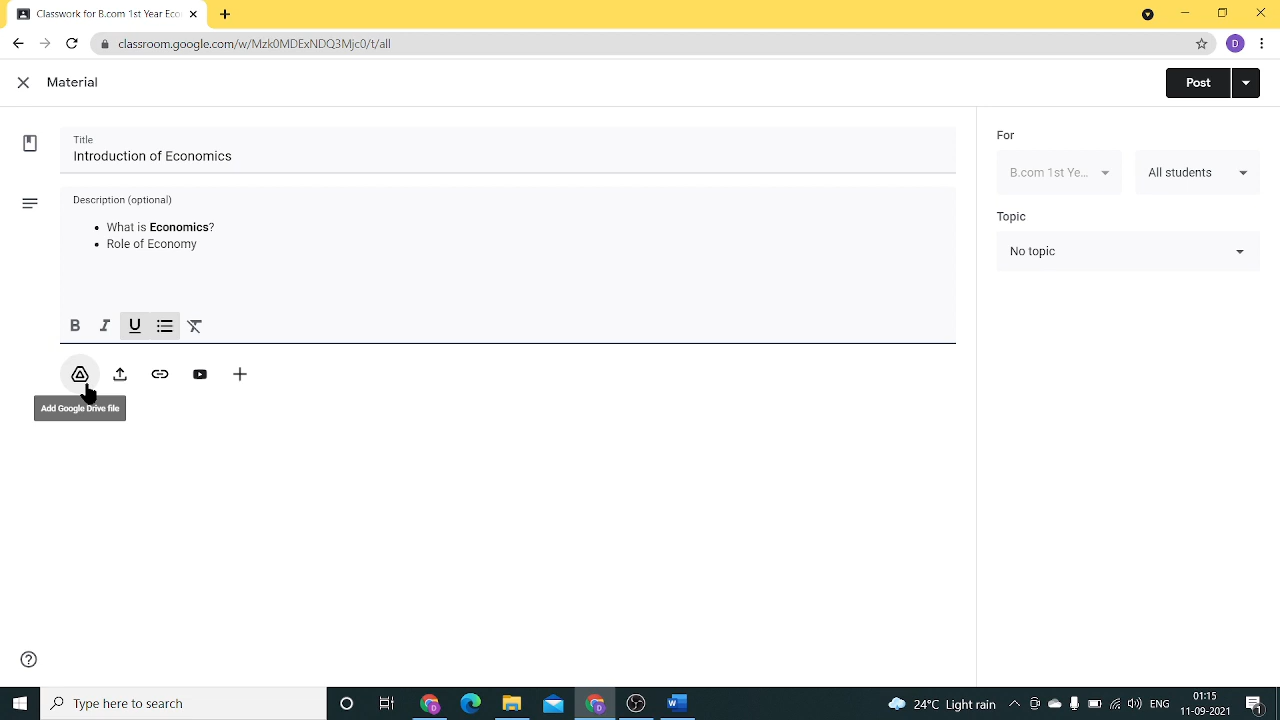 Classwork for B.com 1st Year Eco
classroom.google.com/w/Mzk0MDExNDQ3Mjc0/t/all
D
Material
Post
Title
Introduction of Economics
Description (optional)
What is Economics?
Role of Economy
B I U
Add Google Drive file
For
B.com 1st Ye...
All students
Topic
No topic
Type here to search
24°C Light rain
ENG
01:15
11-09-2021